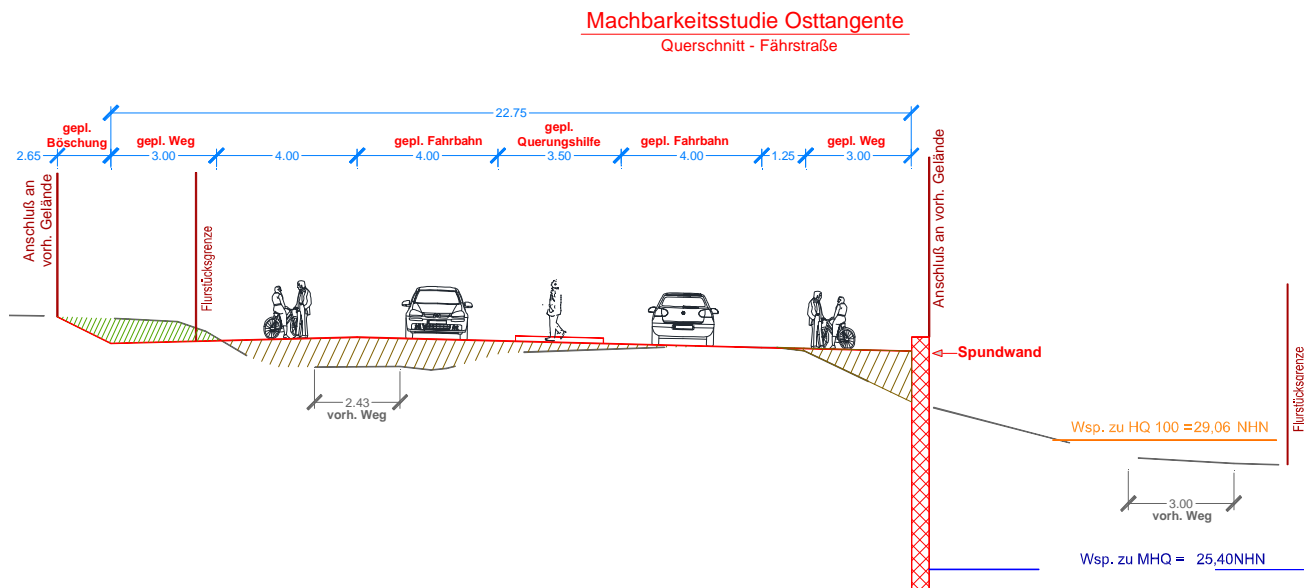 Machbarkeitsstudie Osttangente
Querschnitt - Fährstraße
22.75
gepl.
Böschung
gepl. Weg
gepl. Fahrbahn
gepl.
Querungshilfe
gepl. Fahrbahn
gepl. Weg
2.65
3.00
4.00
4.00
3.50
4.00
1.25
3.00
Anschluß an
vorh. Gelände
Flurstücksgrenze
Anschluß an vorh. Gelände
Flurstücksgrenze
Spundwand
2.43
vorh. Weg
Wsp. zu HQ 100 =29,06 NHN
3.00
vorh. Weg
Wsp. zu MHQ = 25,40NHN